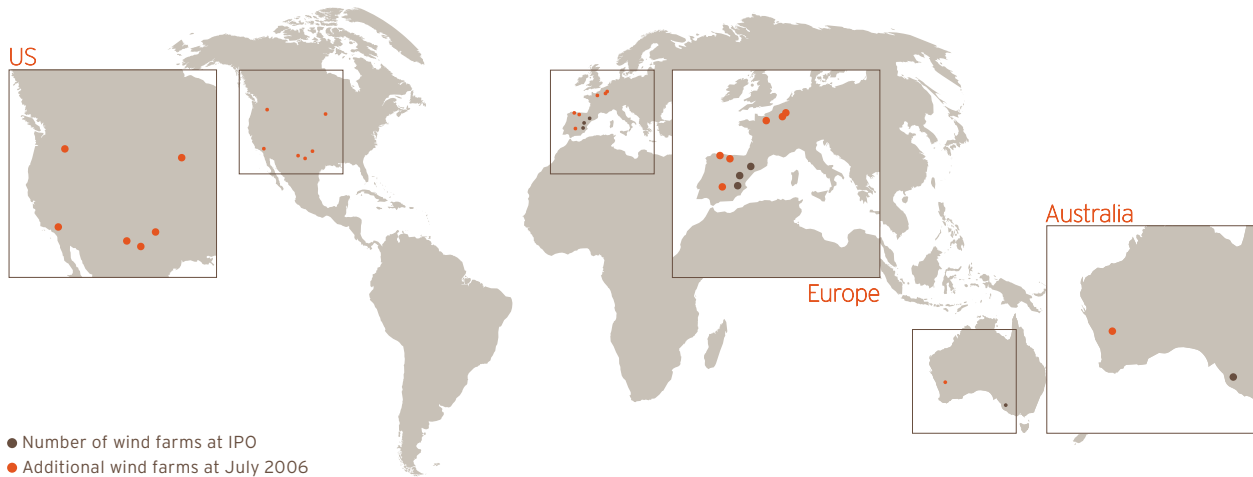 US
Australia
Europe
Number of wind farms at IPO
Additional wind farms at July 2006